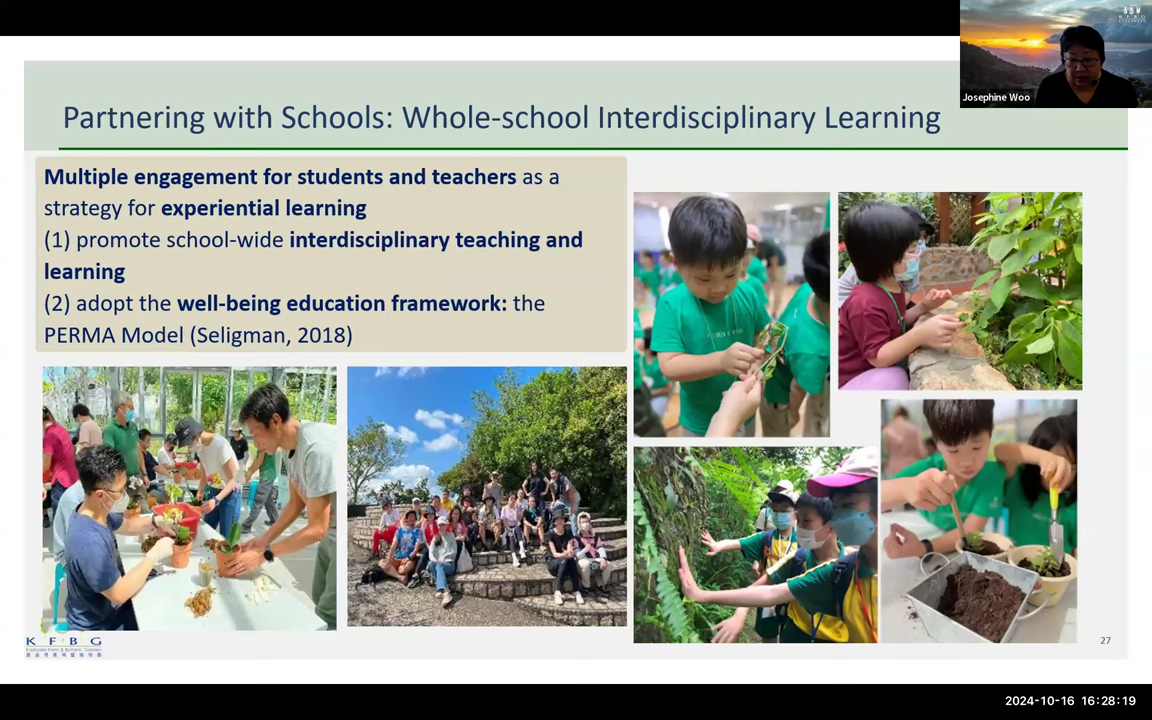 Partnering with Schools: Whole-school Interdisciplinary Learning
Josephine Woo
Multiple engagement for students and teachers as a
strategy for experiential learning
(1) promote school-wide interdisciplinary teaching and
learning
(2) adopt the well-being education framework: the
PERMA Model (Seligman, 2018)
K F B G
Kadoorie Farm & Botanic Garden
27
2024-10-16 16:28:19